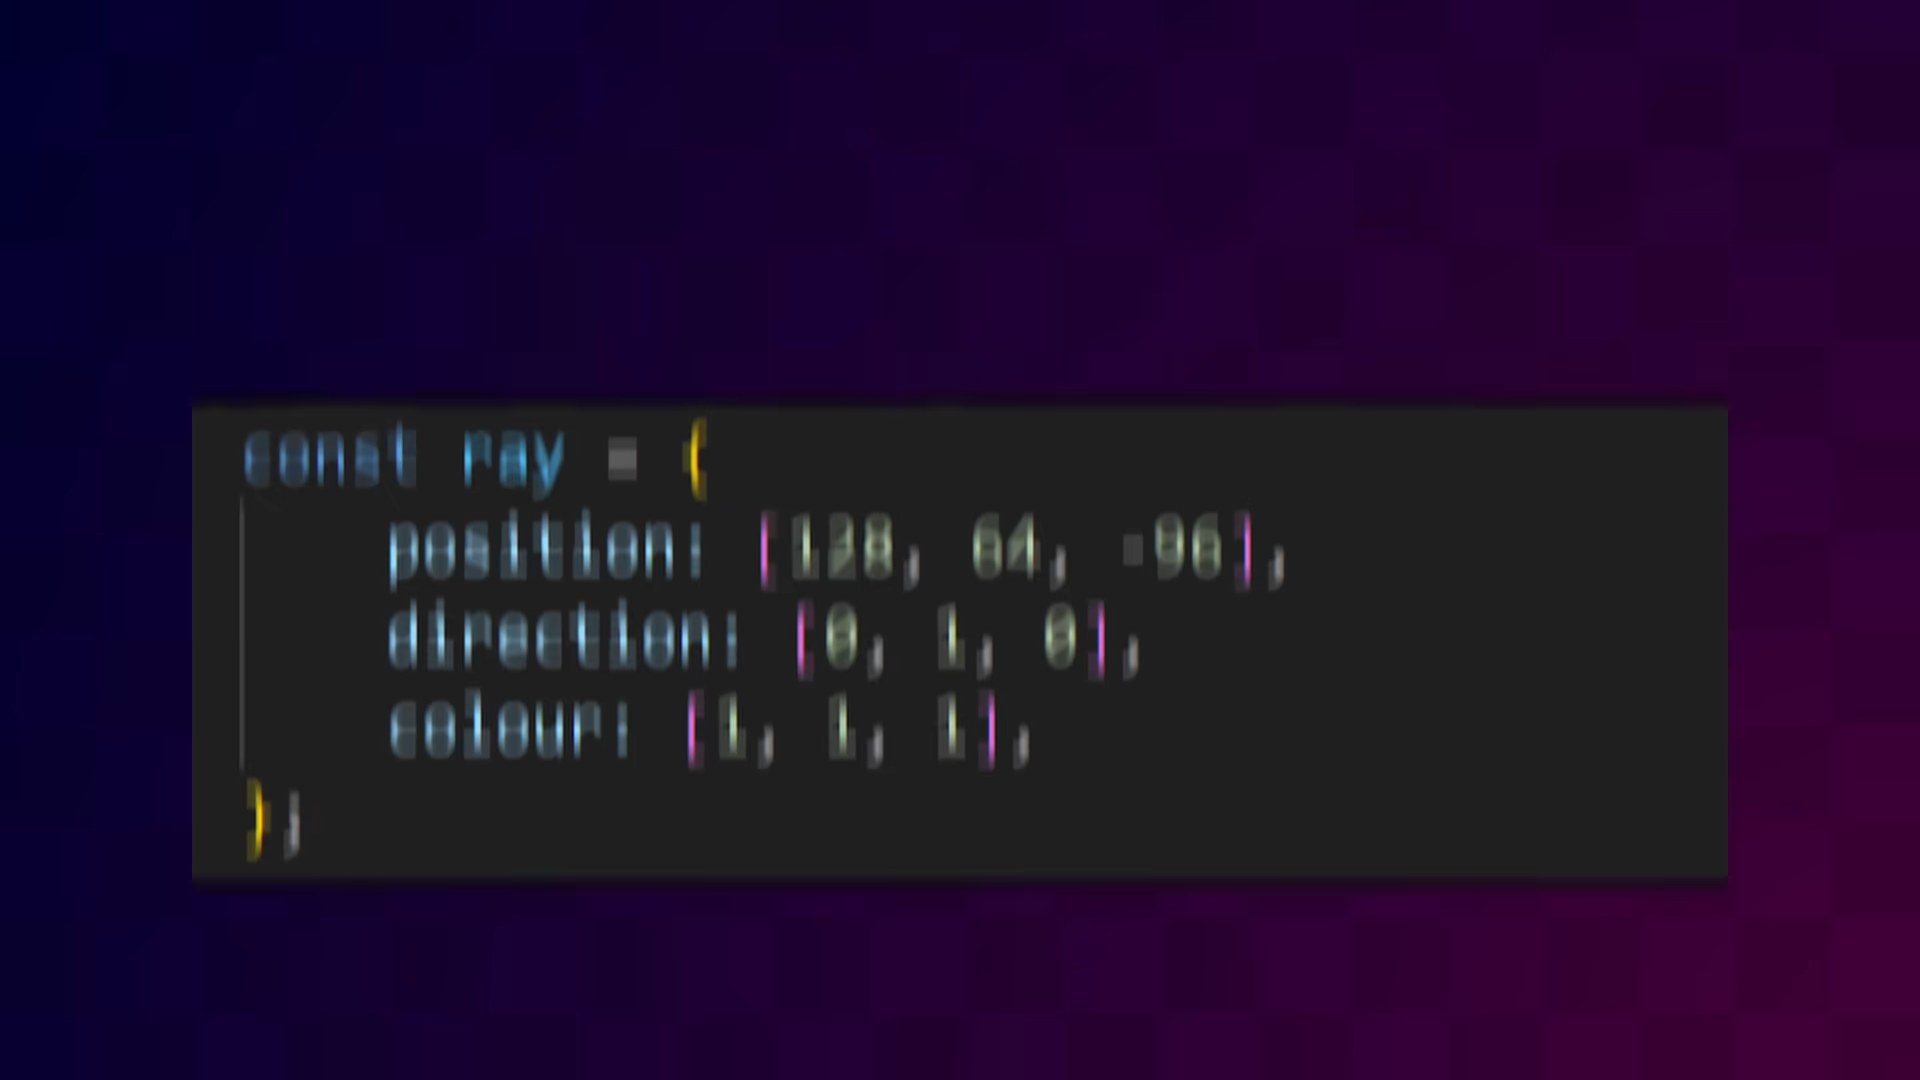 const ray = {
    position: [128, 64, -96],
    direction: [0, 1, 0],
    colour: [1, 1, 1],
};